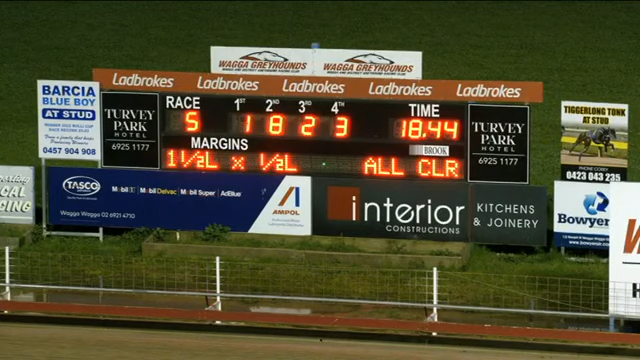 WAGGA GREYHOUNDS
WAGGA GREYHOUNDS
Ladbrokes Ladbrokes Ladbrokes Ladbrokes Ladbrokes
BARCIA
BLUE BOY
AT STUD
0457 904 908
TURVEY
PARK
HOTEL
6925 1177
RACE 1st 2nd 3rd 4th TIME
5 1 8 2 3 18.44
MARGINS
BROOK
1½L x ½L ALL CLR
TURVEY
PARK
HOTEL
6925 1177
TIGGERLONG TONK
AT STUD
PHONE COREY
0423 043 235
TASCO
Mobil Mobil Delvac Mobil Super AdBlue
Wagga Wagga 02 6921 4710
AMPOL
interior
CONSTRUCTIONS
KITCHENS
& JOINERY
Bowyer
CAL